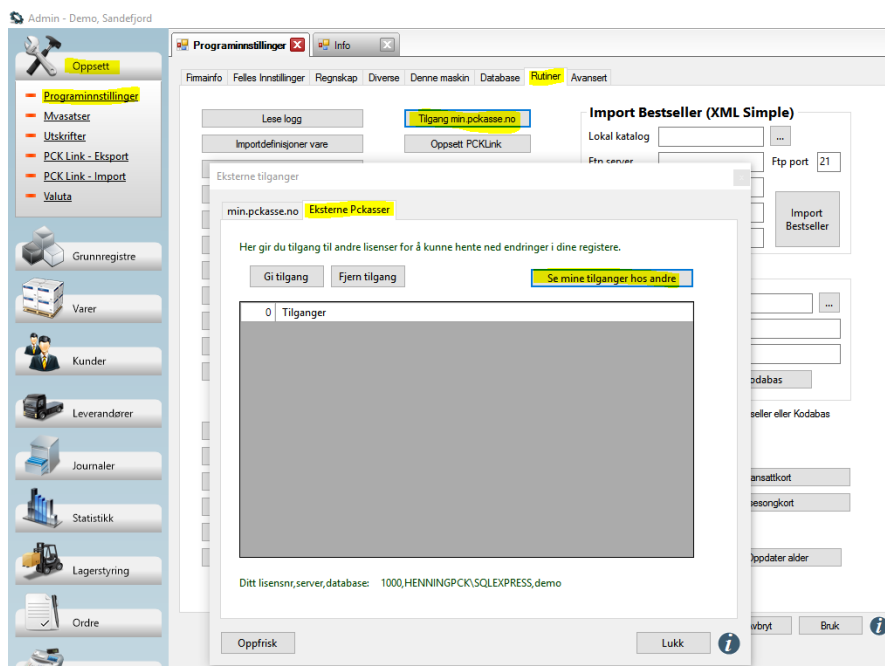 Admin - Demo, Sandefjord
Oppsett
Programinnstillinger
Mvasatser
Utskrifter
PCK Link - Eksport
PCK Link - Import
Valuta
Grunnregistre
Varer
Kunder
Leverandører
Journaler
Statistikk
Lagerstyring
Ordre
Programinnstillinger Info
Firmainfo Felles Innstillinger Regnskap Diverse Denne maskin Database Rutiner Avansert
Lese logg Tilgang min.pckasse.no
Importdefinisjoner vare Oppsett PCKLink
Import Bestseller (XML Simple)
Lokal katalog ...
Ftp server Ftp port 21
Import
Bestseller
...
seller eller Kodabas
Oppdater alder
Bruk
Eksterne tilganger
min.pckasse.no Eksterne Pckasser
Her gir du tilgang til andre lisenser for å kunne hente ned endringer i dine registere.
Gi tilgang Fjern tilgang Se mine tilganger hos andre
0 Tilganger
Ditt lisensnr,server,database: 1000,HENNINGPCK\SQLEXPRESS,demo
Oppfrisk Lukk